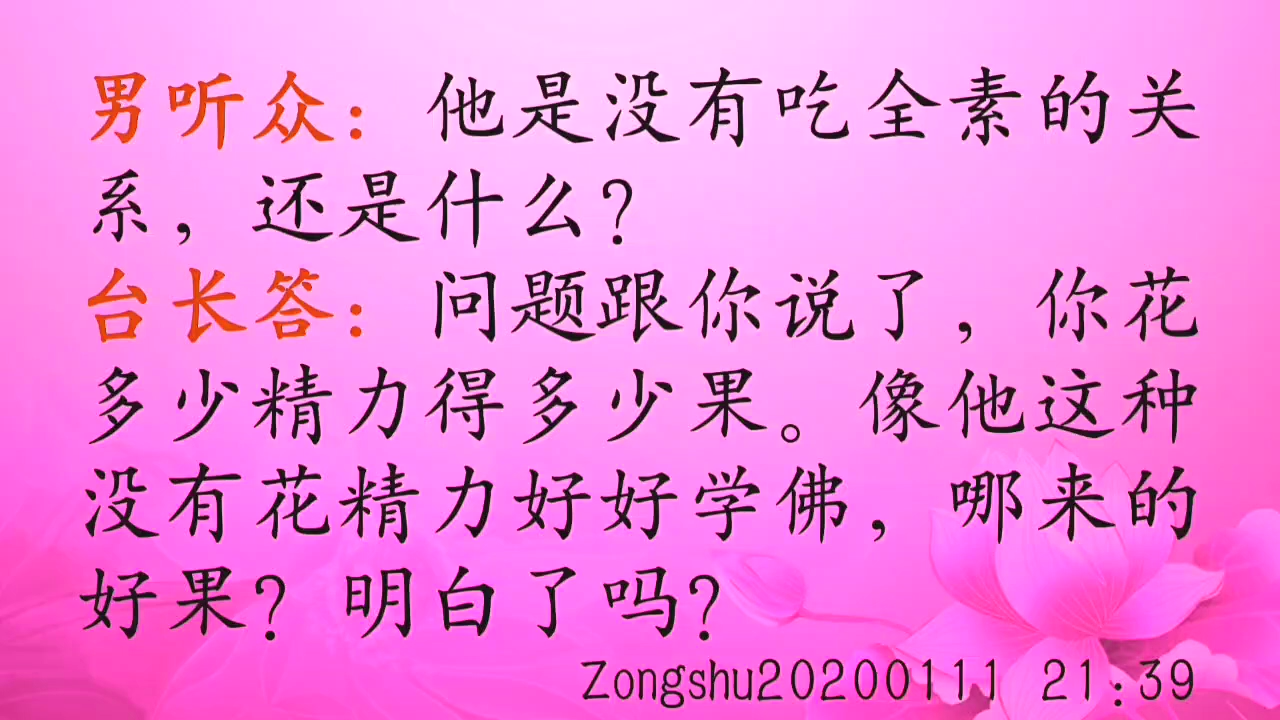 男听众：他是没有吃全素的关
系，还是什么？
台长答：问题跟你说了，你花
多少精力得多少果。像他这种
没有花精力好好学佛，哪来的
好果？明白了吗？
Zongshu20200111 21:39